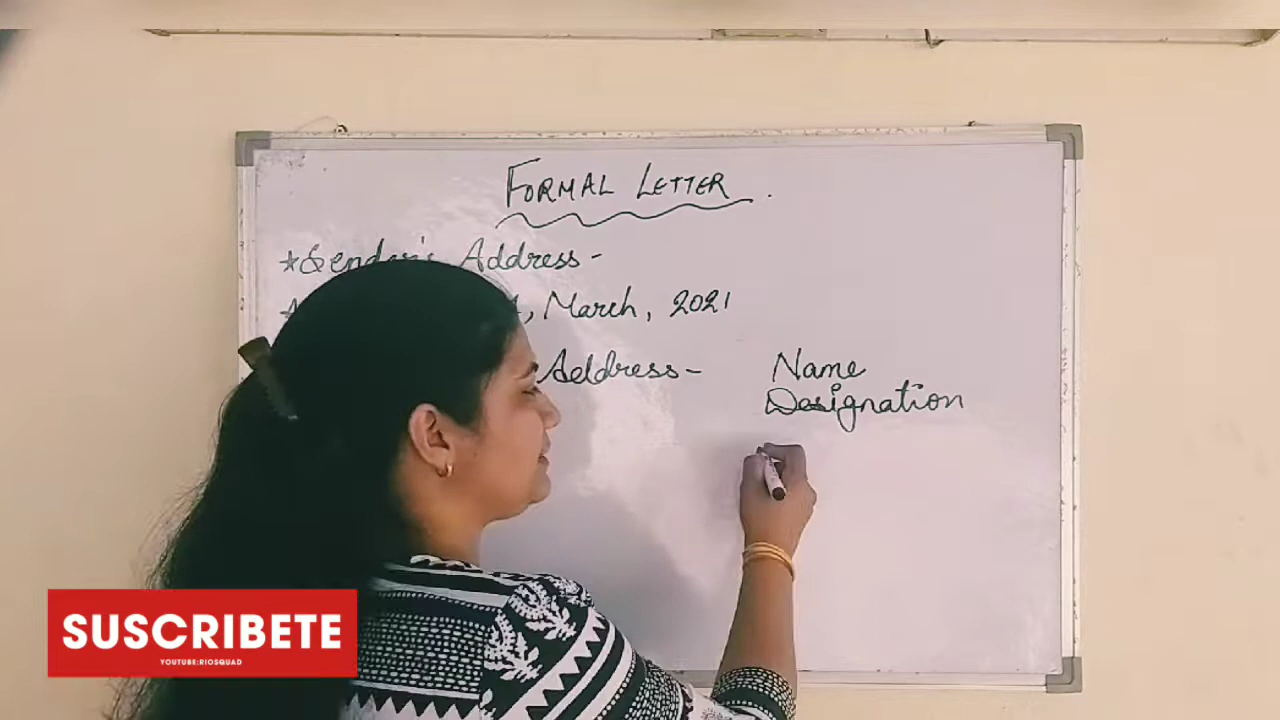 FORMAL LETTER.
★Sender's Address-
, March, 2021
Address-
Name
Designation
SUSCRIBETE
YOUTUBE:RIOSQUAD